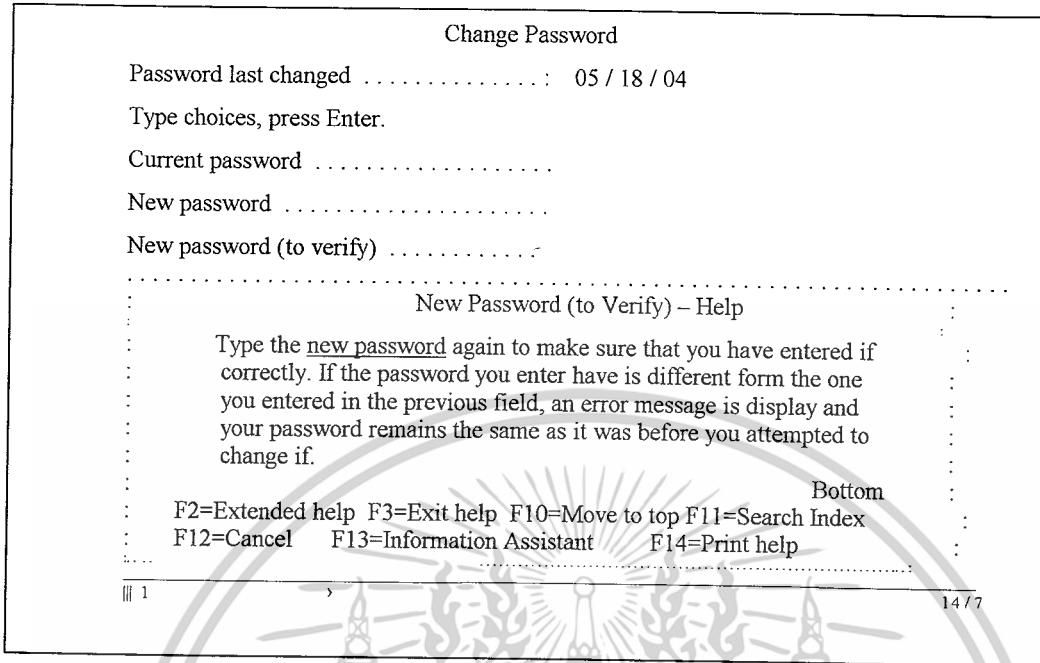 Change Password
Password last changed . . . . . . . . . . . . . . . : 05 / 18 / 04
Type choices, press Enter.
Current password . . . . . . . . . . . . . . . . . . .
New password . . . . . . . . . . . . . . . . . . . . .
New password (to verify) . . . . . . . . . . . .
New Password (to Verify) – Help
Type the new password again to make sure that you have entered if
correctly. If the password you enter have is different form the one
you entered in the previous field, an error message is display and
your password remains the same as it was before you attempted to
change if.
Bottom
F2=Extended help F3=Exit help F10=Move to top F11=Search Index
F12=Cancel F13=Information Assistant F14=Print help
1 › 14/7